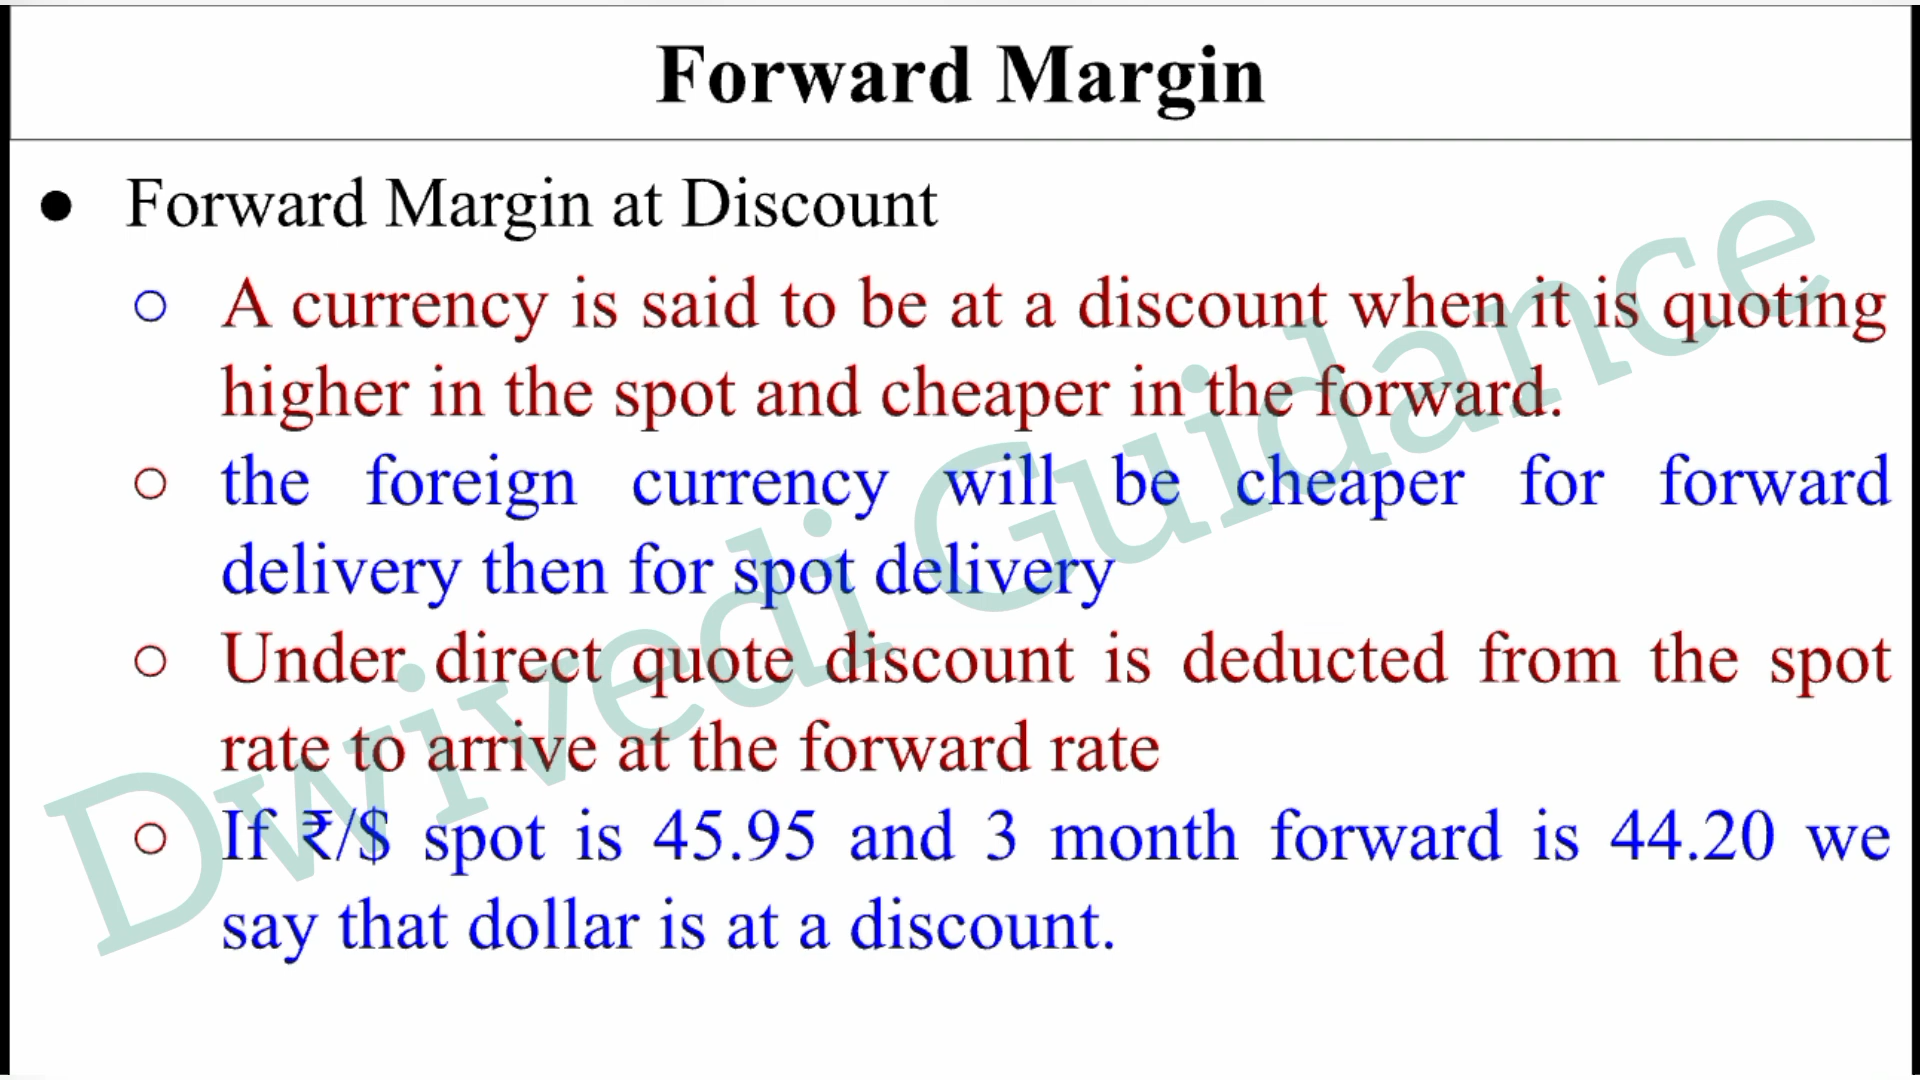 Forward Margin
● Forward Margin at Discount
○ A currency is said to be at a discount when it is quoting
higher in the spot and cheaper in the forward.
○ the foreign currency will be cheaper for forward
delivery then for spot delivery
○ Under direct quote discount is deducted from the spot
rate to arrive at the forward rate
○ If ₹/$ spot is 45.95 and 3 month forward is 44.20 we
say that dollar is at a discount.
Dwivedi Guidance